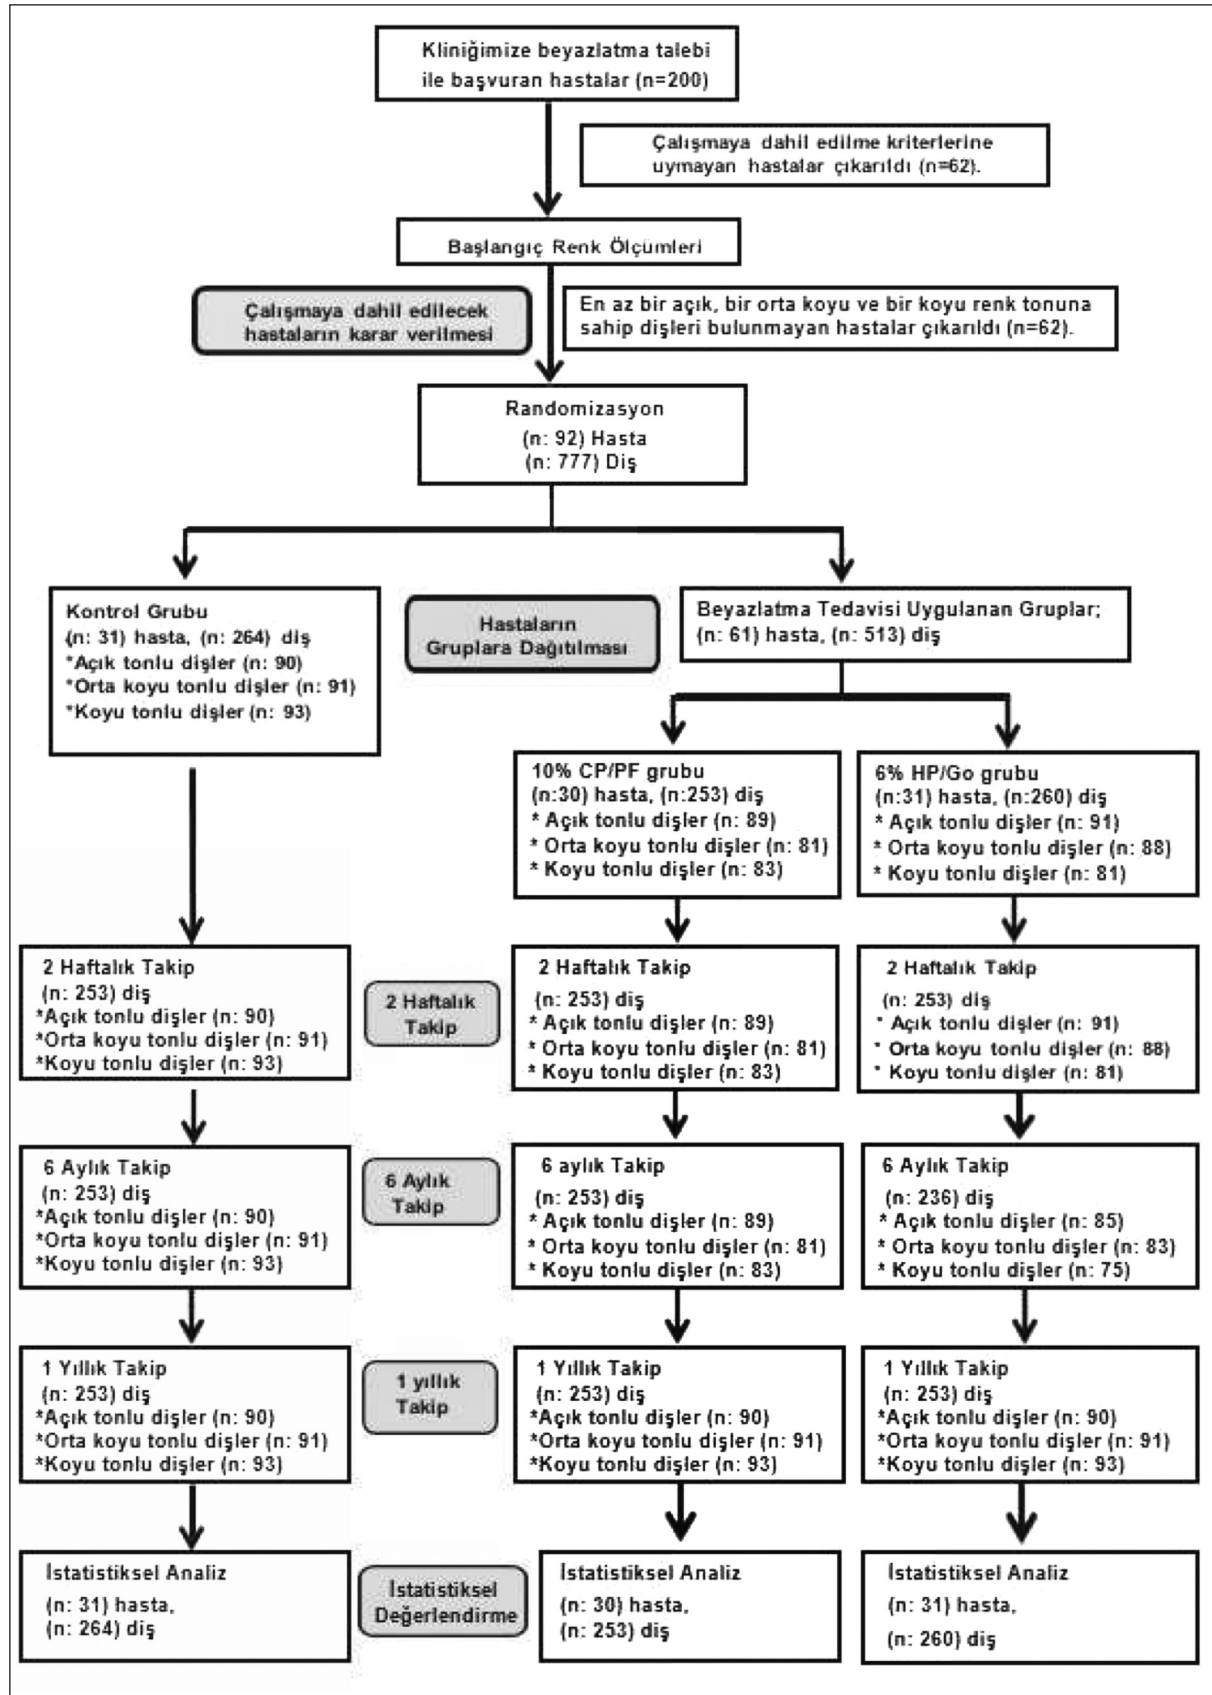 Kliniğimize beyazlatma talebi
ile başvuran hastalar (n=200)
Çalışmaya dahil edilme kriterlerine
uymayan hastalar çıkarıldı (n=62).
Başlangıç Renk Ölçümleri
Çalışmaya dahil edilecek
hastaların karar verilmesi
En az bir açık, bir orta koyu ve bir koyu renk tonuna
sahip dişleri bulunmayan hastalar çıkarıldı (n=62).
Randomizasyon
(n: 92) Hasta
(n: 777) Diş
Kontrol Grubu
(n: 31) hasta, (n: 264) diş
*Açık tonlu dişler (n: 90)
*Orta koyu tonlu dişler (n: 91)
*Koyu tonlu dişler (n: 93)
Hastaların
Gruplara Dağıtılması
Beyazlatma Tedavisi Uygulanan Gruplar;
(n: 61) hasta, (n: 513) diş
10% CP/PF grubu
(n:30) hasta, (n:253) diş
* Açık tonlu dişler (n: 89)
* Orta koyu tonlu dişler (n: 81)
* Koyu tonlu dişler (n: 83)
6% HP/Go grubu
(n:31) hasta, (n:260) diş
* Açık tonlu dişler (n: 91)
* Orta koyu tonlu dişler (n: 88)
* Koyu tonlu dişler (n: 81)
2 Haftalık Takip
(n: 253) diş
*Açık tonlu dişler (n: 90)
*Orta koyu tonlu dişler (n: 91)
*Koyu tonlu dişler (n: 93)
2 Haftalık
Takip
2 Haftalık Takip
(n: 253) diş
* Açık tonlu dişler (n: 89)
* Orta koyu tonlu dişler (n: 81)
* Koyu tonlu dişler (n: 83)
2 Haftalık Takip
(n: 253) diş
* Açık tonlu dişler (n: 91)
* Orta koyu tonlu dişler (n: 88)
* Koyu tonlu dişler (n: 81)
6 Aylık Takip
(n: 253) diş
*Açık tonlu dişler (n: 90)
*Orta koyu tonlu dişler (n: 91)
*Koyu tonlu dişler (n: 93)
6 Aylık
Takip
6 aylık Takip
(n: 253) diş
* Açık tonlu dişler (n: 89)
* Orta koyu tonlu dişler (n: 81)
* Koyu tonlu dişler (n: 83)
6 Aylık Takip
(n: 236) diş
* Açık tonlu dişler (n: 85)
* Orta koyu tonlu dişler (n: 83)
* Koyu tonlu dişler (n: 75)
1 Yıllık Takip
(n: 253) diş
*Açık tonlu dişler (n: 90)
*Orta koyu tonlu dişler (n: 91)
*Koyu tonlu dişler (n: 93)
1 yıllık
Takip
1 Yıllık Takip
(n: 253) diş
*Açık tonlu dişler (n: 90)
*Orta koyu tonlu dişler (n: 91)
*Koyu tonlu dişler (n: 93)
1 Yıllık Takip
(n: 253) diş
*Açık tonlu dişler (n: 90)
*Orta koyu tonlu dişler (n: 91)
*Koyu tonlu dişler (n: 93)
İstatistiksel Analiz
(n: 31) hasta,
(n: 264) diş
İstatistiksel
Değerlendirme
İstatistiksel Analiz
(n: 30) hasta,
(n: 253) diş
İstatistiksel Analiz
(n: 31) hasta,
(n: 260) diş